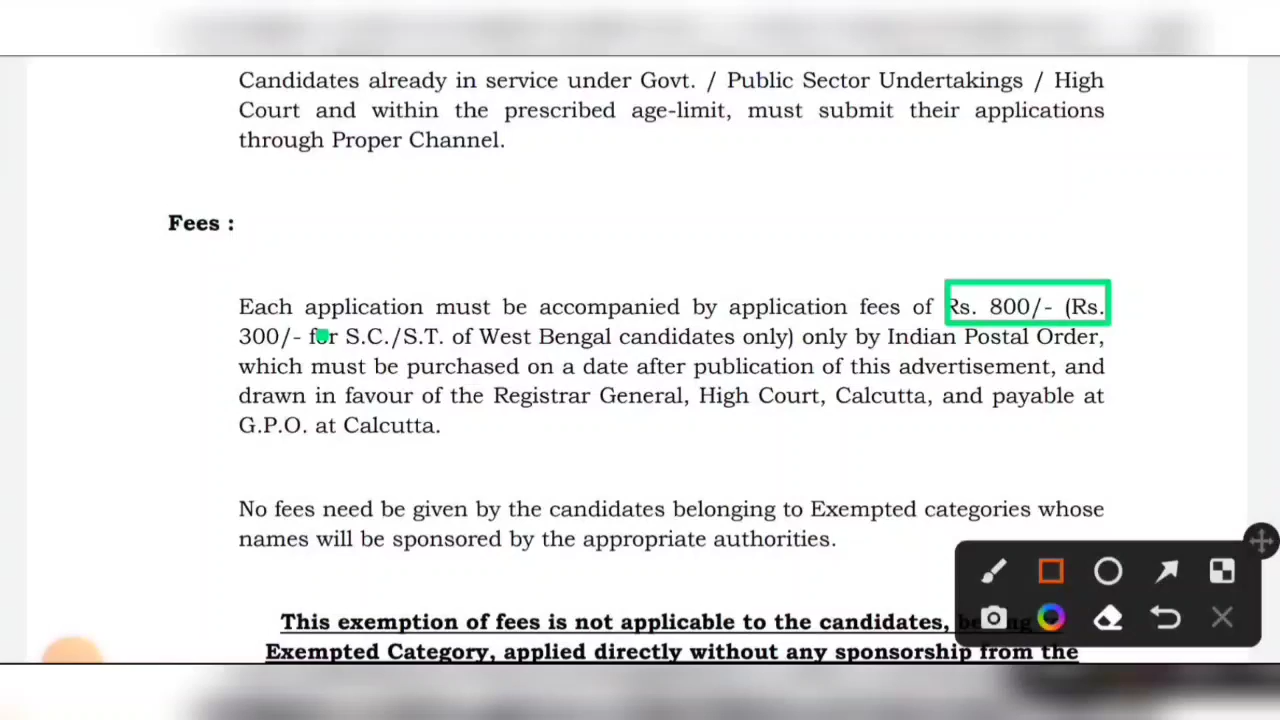 Candidates already in service under Govt. / Public Sector Undertakings / High
Court and within the prescribed age-limit, must submit their applications
through Proper Channel.
Fees :
Each application must be accompanied by application fees of Rs. 800/- (Rs.
300/- for S.C./S.T. of West Bengal candidates only) only by Indian Postal Order,
which must be purchased on a date after publication of this advertisement, and
drawn in favour of the Registrar General, High Court, Calcutta, and payable at
G.P.O. at Calcutta.
No fees need be given by the candidates belonging to Exempted categories whose
names will be sponsored by the appropriate authorities.
This exemption of fees is not applicable to the candidates,
Exempted Category, applied directly without any sponsorship from the